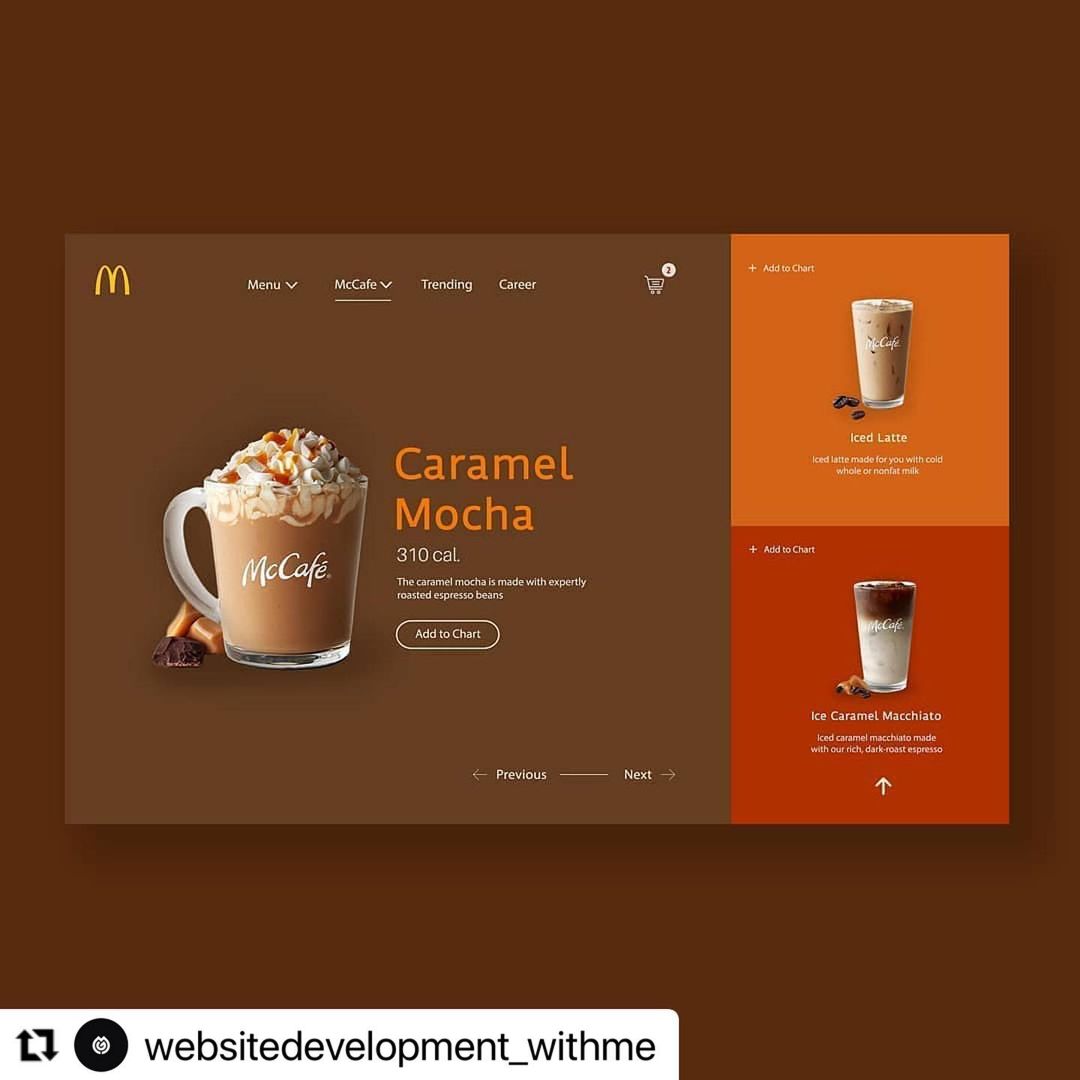 Menu
McCafe
Trending
Career
2
McCafé®
Caramel
Mocha
310 cal.
The caramel mocha is made with expertly
roasted espresso beans
Add to Chart
Previous
Next
+ Add to Chart
McCafé
Iced Latte
Iced latte made for you with cold
whole or nonfat milk
+ Add to Chart
McCafé
Ice Caramel Macchiato
Iced caramel macchiato made
with our rich, dark-roast espresso
websitedevelopment_withme